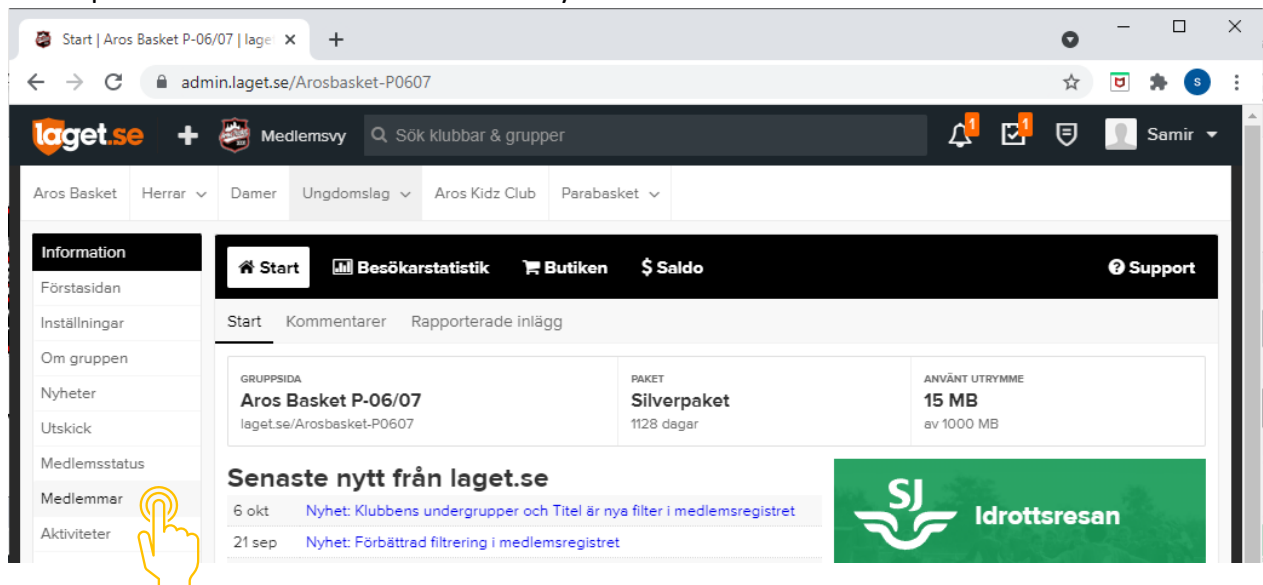 Start | Aros Basket P-06/07 | lage
admin.laget.se/Arosbasket-P0607
S
laget.se + Medlemsvy Sök klubbar & grupper 1 1 Samir
Aros Basket Herrar Damer Ungdomslag Aros Kidz Club Parabasket
Information
Förstasidan
Inställningar
Om gruppen
Nyheter
Utskick
Medlemsstatus
Medlemmar
Aktiviteter
Start Besökarstatistik Butiken $ Saldo Support
Start Kommentarer Rapporterade inlägg
GRUPPSIDA
Aros Basket P-06/07
laget.se/Arosbasket-P0607
PAKET
Silverpaket
1128 dagar
ANVÄNT UTRYMME
15 MB
av 1000 MB
Senaste nytt från laget.se
6 okt Nyhet: Klubbens undergrupper och Titel är nya filter i medlemsregistret
21 sep Nyhet: Förbättrad filtrering i medlemsregistret
SJ
Idrottsresan